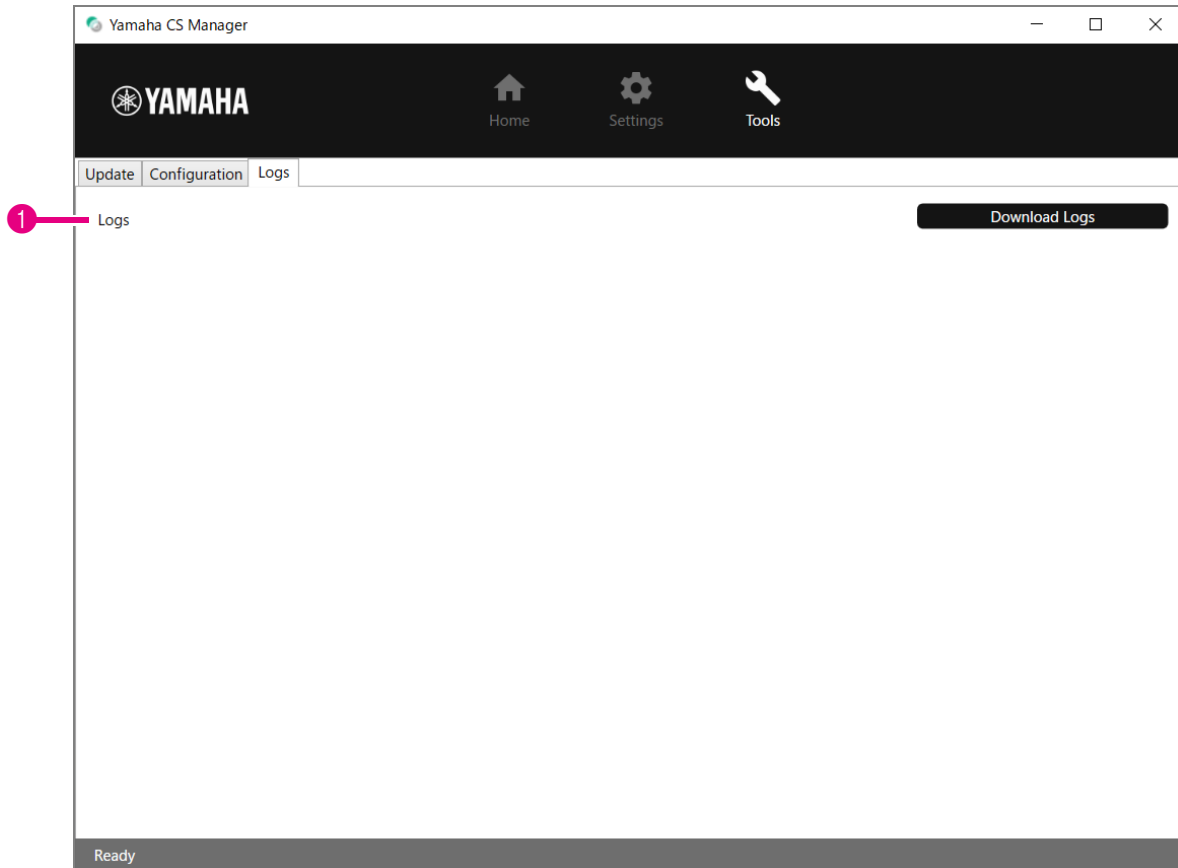 Yamaha CS Manager
YAMAHA
Home
Settings
Tools
Update
Configuration
Logs
1
Logs
Download Logs
Ready